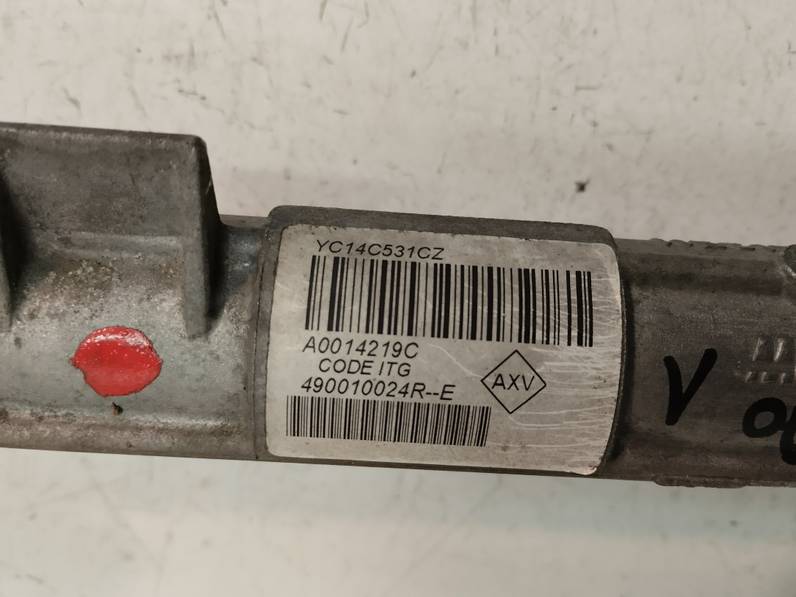 YC14C531CZ
A0014219C
CODE ITG
490010024R--E
AXV
V